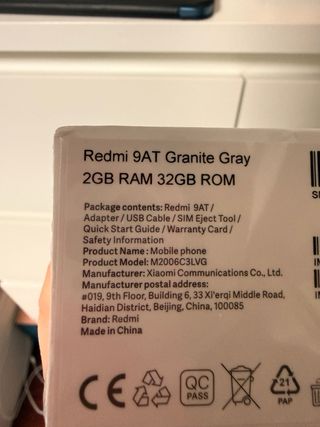 Redmi 9AT Granite Gray
2GB RAM 32GB ROM
Package contents: Redmi 9AT /
Adapter / USB Cable / SIM Eject Tool /
Quick Start Guide / Warranty Card /
Safety Information
Product Name : Mobile phone
Product Model: M2006C3LVG
Manufacturer: Xiaomi Communications Co., Ltd.
Manufacturer postal address:
#019, 9th Floor, Building 6, 33 Xi'erqi Middle Road,
Haidian District, Beijing, China, 100085
Brand: Redmi
Made in China
CE
QC
PASS
21
PAP